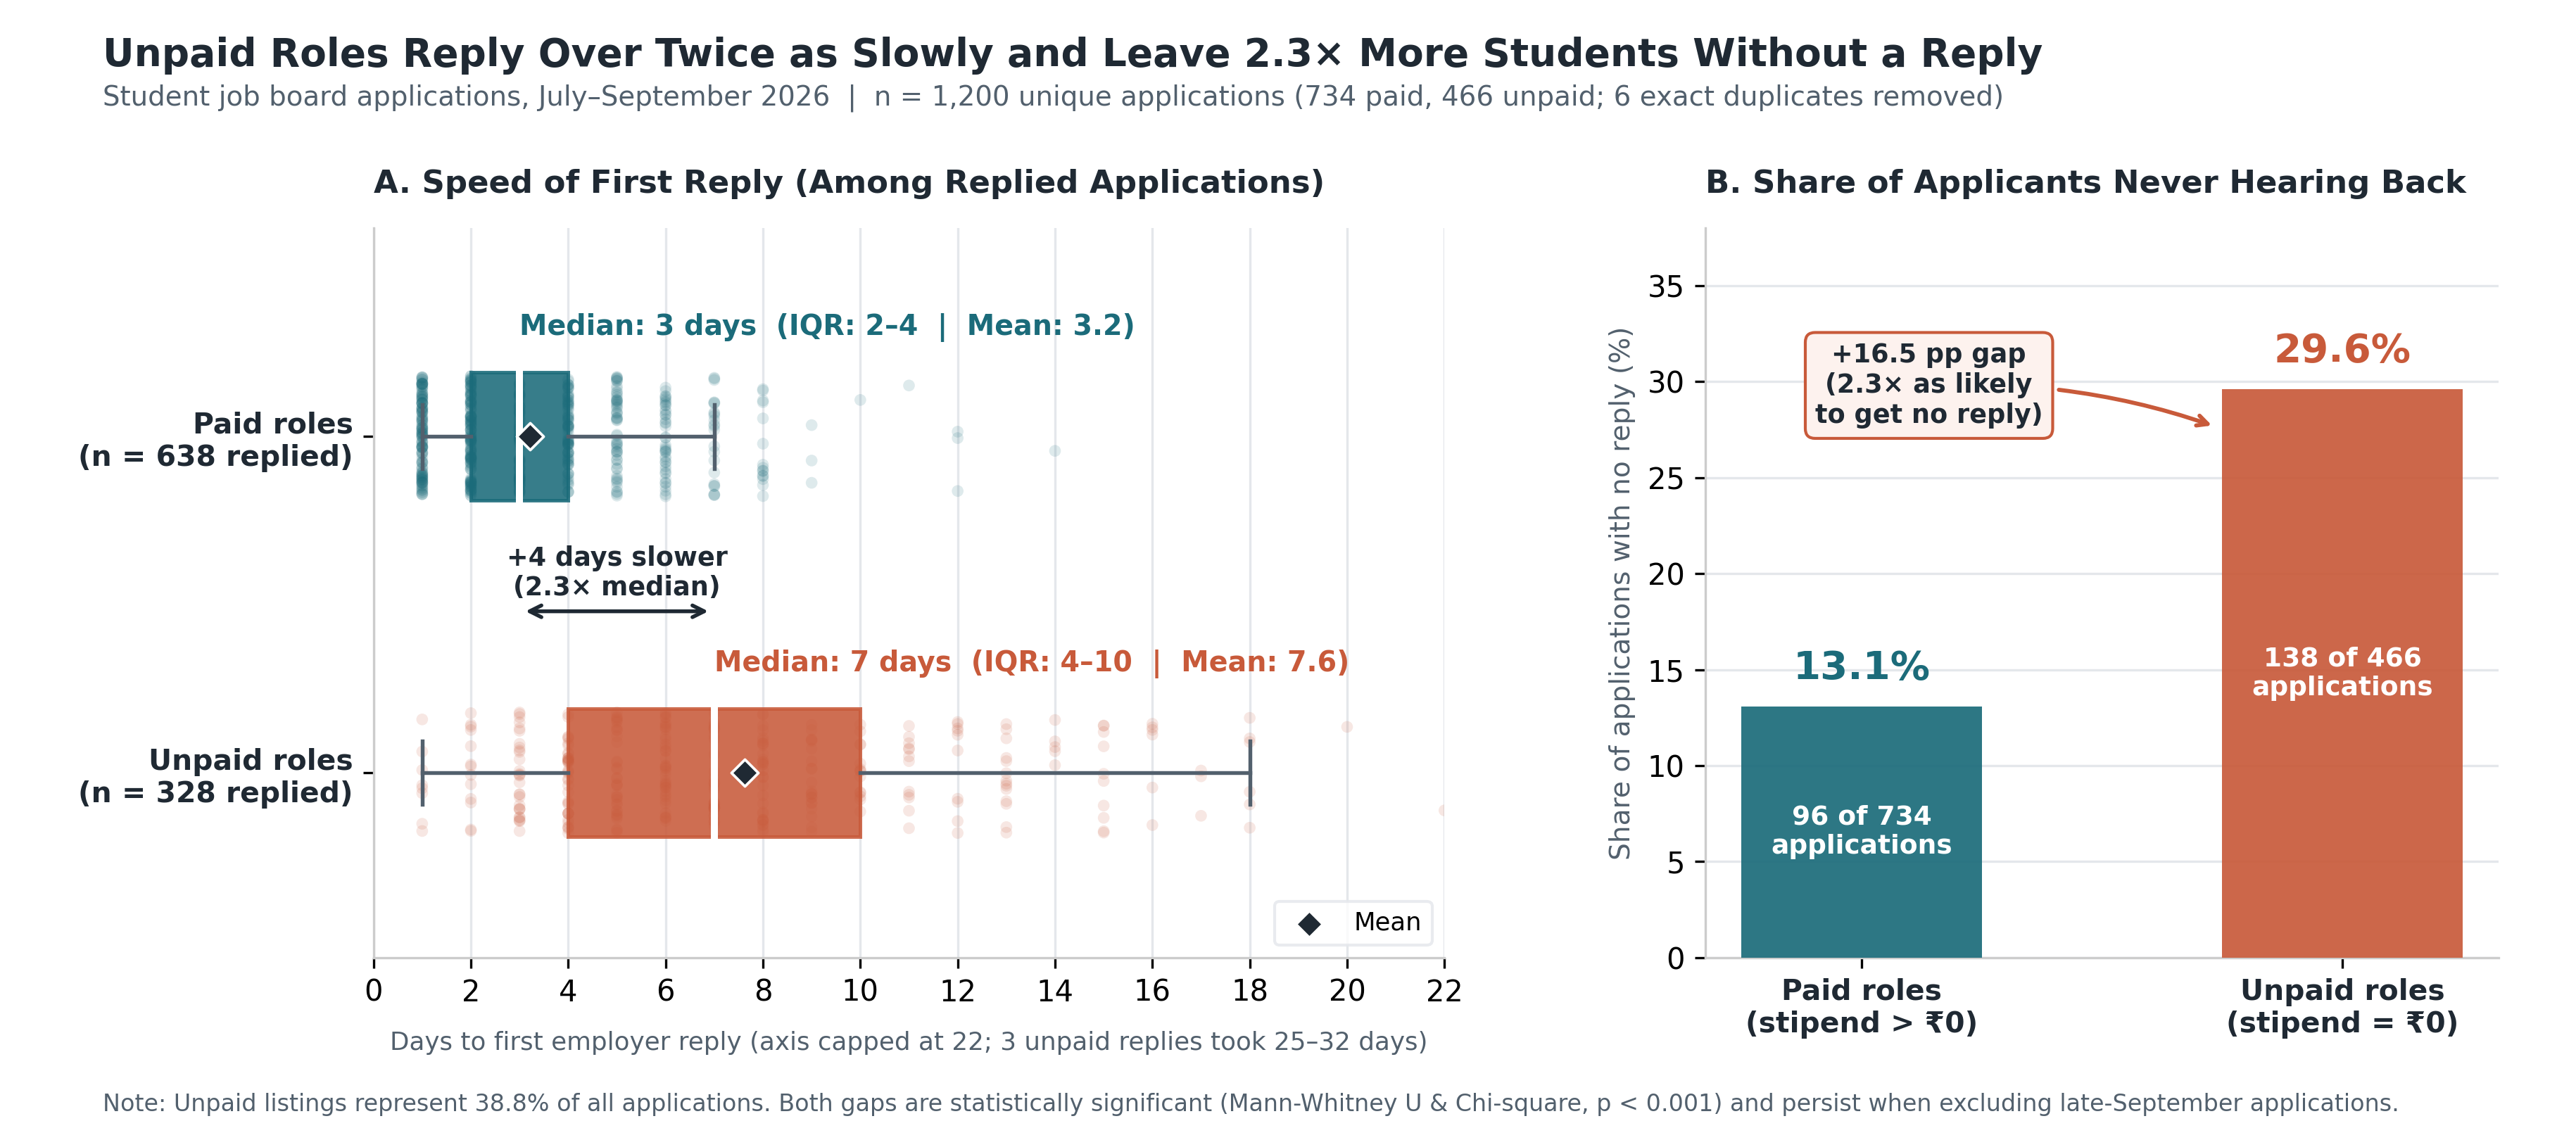 Unpaid Roles Reply Over Twice as Slowly and Leave 2.3× More Students Without a Reply
Student job board applications, July–September 2026 | n = 1,200 unique applications (734 paid, 466 unpaid; 6 exact duplicates removed)
A. Speed of First Reply (Among Replied Applications)
Median: 3 days (IQR: 2–4 | Mean: 3.2)
Paid roles
(n = 638 replied)
+4 days slower
(2.3× median)
Median: 7 days (IQR: 4–10 | Mean: 7.6)
Unpaid roles
(n = 328 replied)
Mean
0 2 4 6 8 10 12 14 16 18 20 22
Days to first employer reply (axis capped at 22; 3 unpaid replies took 25–32 days)
B. Share of Applicants Never Hearing Back
Share of applications with no reply (%)
35
30
25
20
15
10
5
0
+16.5 pp gap
(2.3× as likely
to get no reply)
29.6%
138 of 466
applications
13.1%
96 of 734
applications
Paid roles
(stipend > ₹0)
Unpaid roles
(stipend = ₹0)
Note: Unpaid listings represent 38.8% of all applications. Both gaps are statistically significant (Mann-Whitney U & Chi-square, p < 0.001) and persist when excluding late-September applications.